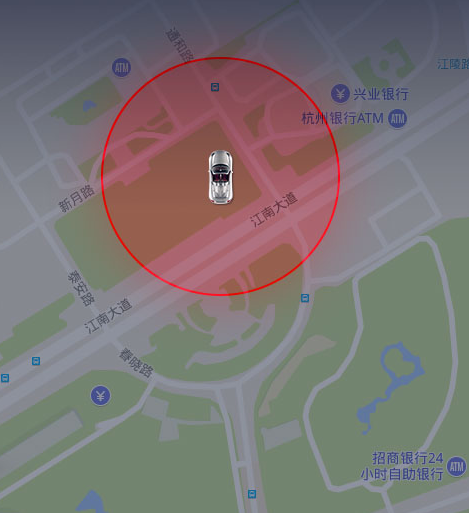 通和路
ATM
江陵路
¥ 兴业银行
杭州银行ATM ATM
新月路
江南大道
泰安路
江南大道
春晓路
¥
招商银行24
小时自助银行 ATM